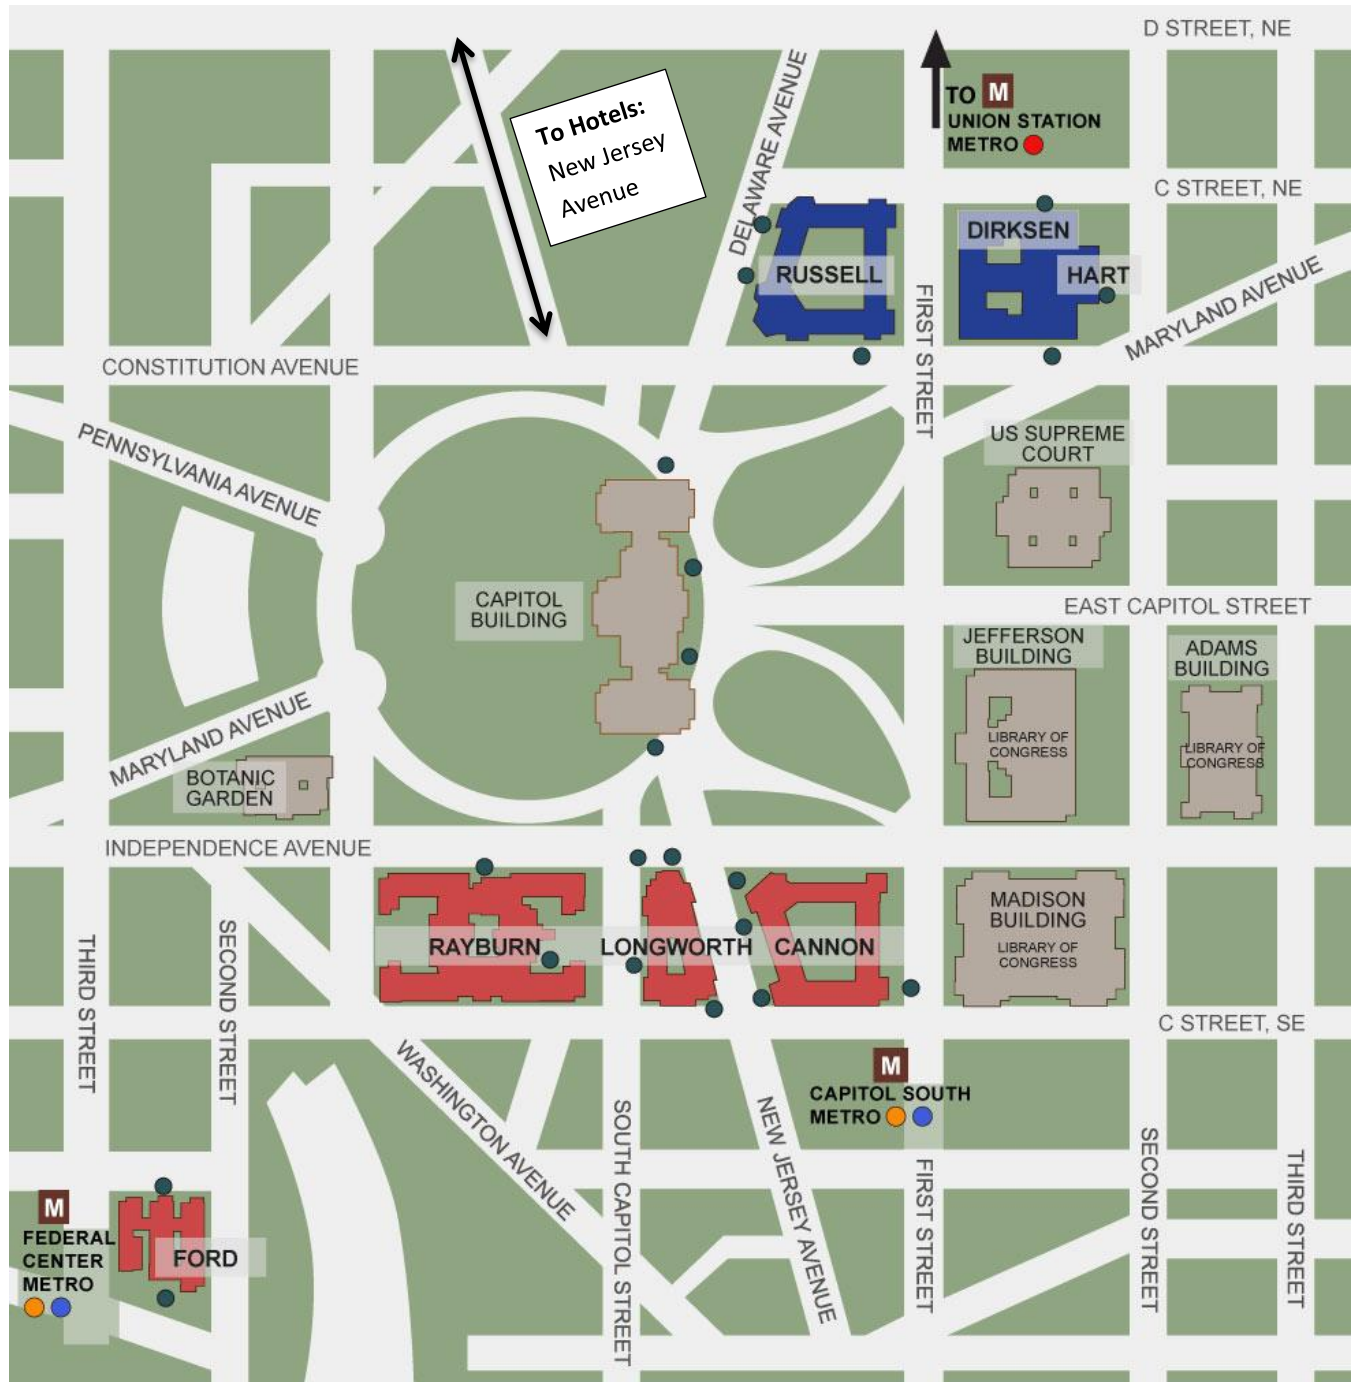 D STREET, NE
To Hotels:
New Jersey
Avenue
DELAWARE AVENUE
TO M
UNION STATION
METRO
C STREET, NE
DIRKSEN
RUSSELL
HART
MARYLAND AVENUE
FIRST STREET
CONSTITUTION AVENUE
PENNSYLVANIA AVENUE
US SUPREME
COURT
CAPITOL
BUILDING
EAST CAPITOL STREET
JEFFERSON
BUILDING
LIBRARY OF
CONGRESS
ADAMS
BUILDING
LIBRARY OF
CONGRESS
MARYLAND AVENUE
BOTANIC
GARDEN
INDEPENDENCE AVENUE
RAYBURN
LONGWORTH
CANNON
MADISON
BUILDING
LIBRARY OF
CONGRESS
THIRD STREET
SECOND STREET
C STREET, SE
WASHINGTON AVENUE
M
CAPITOL SOUTH
METRO
SOUTH CAPITOL STREET
NEW JERSEY AVENUE
FIRST STREET
SECOND STREET
THIRD STREET
M
FEDERAL
CENTER
METRO
FORD